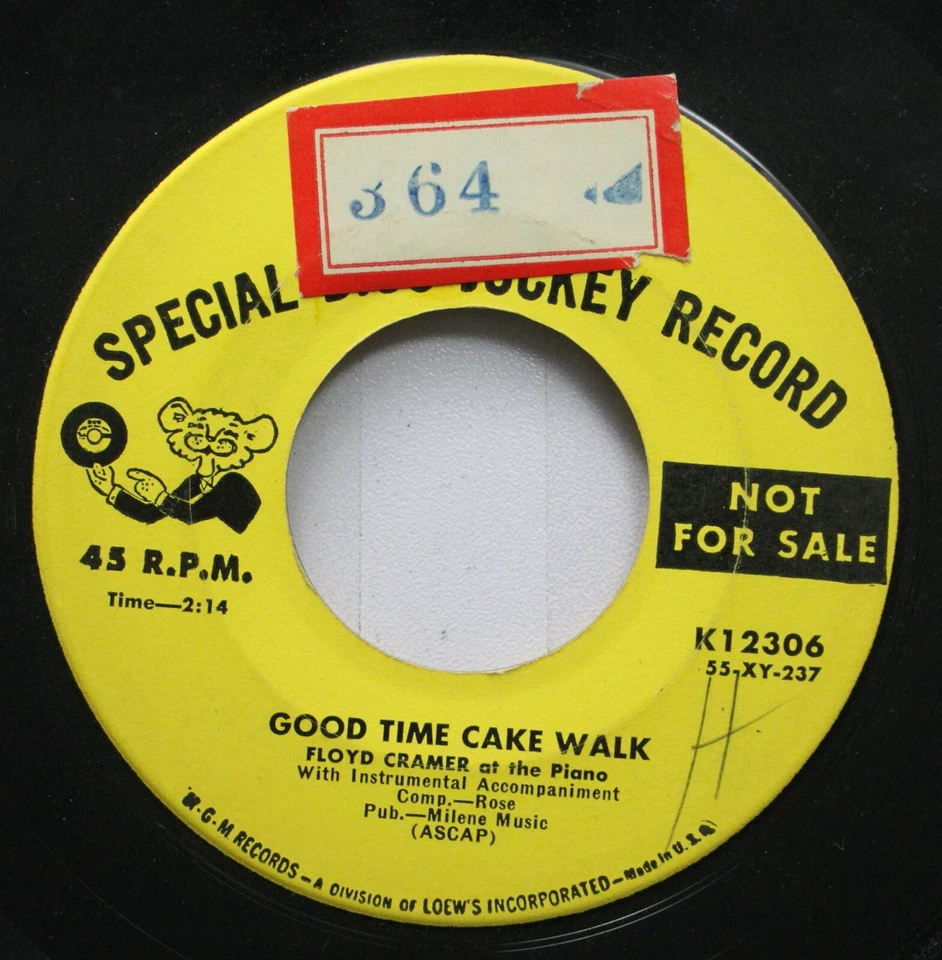 364
SPECIAL DISC JOCKEY RECORD
45 R.P.M.
Time—2:14
NOT
FOR SALE
K12306
55-XY-237
GOOD TIME CAKE WALK
FLOYD CRAMER at the Piano
With Instrumental Accompaniment
Comp.—Rose
Pub.—Milene Music
(ASCAP)
M-G-M RECORDS – A DIVISION OF LOEW'S INCORPORATED – Made in U.S.A.